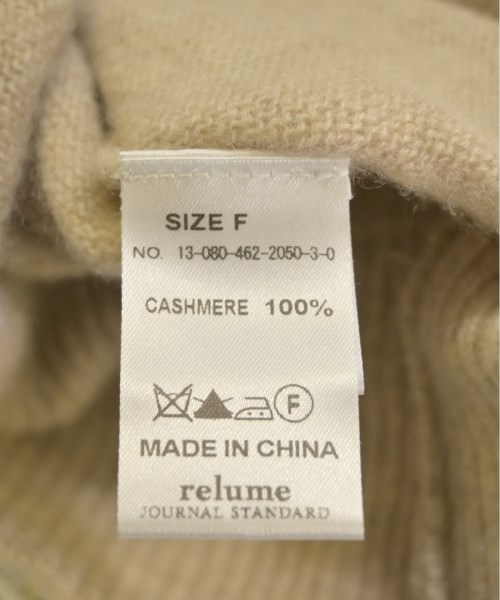 SIZE F
NO. 13-080-462-2050-3-0
CASHMERE 100%
F
MADE IN CHINA
relume
JOURNAL STANDARD